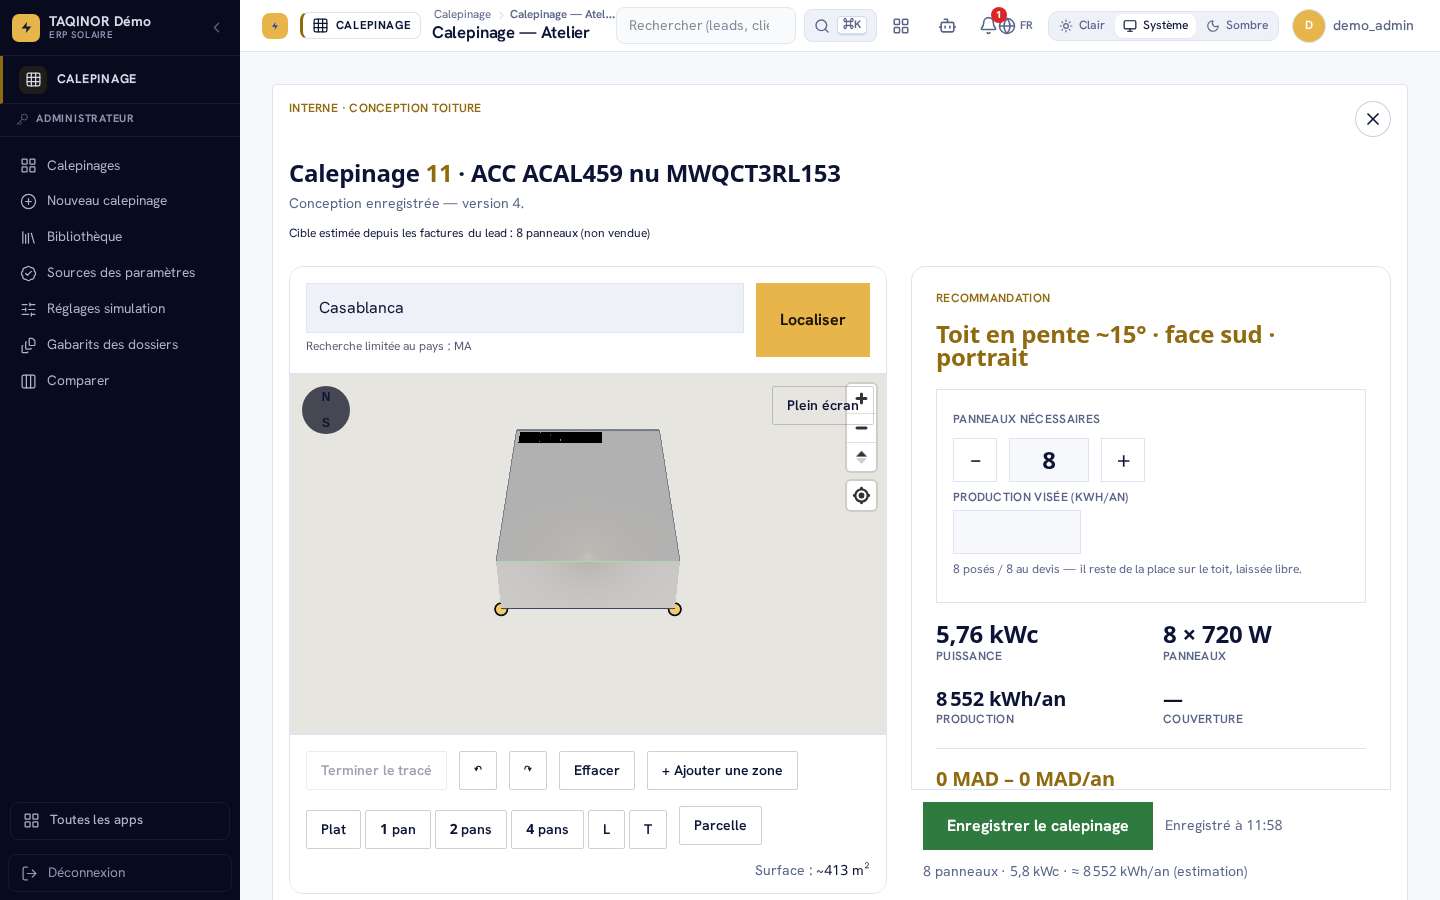 TAQINOR Démo
ERP SOLAIRE
CALEPINAGE
ADMINISTRATEUR
Calepinages
Nouveau calepinage
Bibliothèque
Sources des paramètres
Réglages simulation
Gabarits des dossiers
Comparer
Toutes les apps
Déconnexion
CALEPINAGE
Calepinage > Calepinage — Atel...
Calepinage — Atelier
Rechercher (leads, clie
⌘K
1
FR
Clair
Système
Sombre
D
demo_admin
INTERNE · CONCEPTION TOITURE
Calepinage 11 · ACC ACAL459 nu MWQCT3RL153
Conception enregistrée — version 4.
Cible estimée depuis les factures du lead : 8 panneaux (non vendue)
Casablanca
Localiser
Recherche limitée au pays : MA
N
S
Plein écran
Terminer le tracé
↶
↷
Effacer
+ Ajouter une zone
Plat
1 pan
2 pans
4 pans
L
T
Parcelle
Surface : ~413 m²
RECOMMANDATION
Toit en pente ~15° · face sud ·
portrait
PANNEAUX NÉCESSAIRES
−
8
+
PRODUCTION VISÉE (KWH/AN)
8 posés / 8 au devis — il reste de la place sur le toit, laissée libre.
5,76 kWc
PUISSANCE
8 × 720 W
PANNEAUX
8 552 kWh/an
PRODUCTION
—
COUVERTURE
0 MAD – 0 MAD/an
Enregistrer le calepinage
Enregistré à 11:58
8 panneaux · 5,8 kWc · ≈ 8 552 kWh/an (estimation)